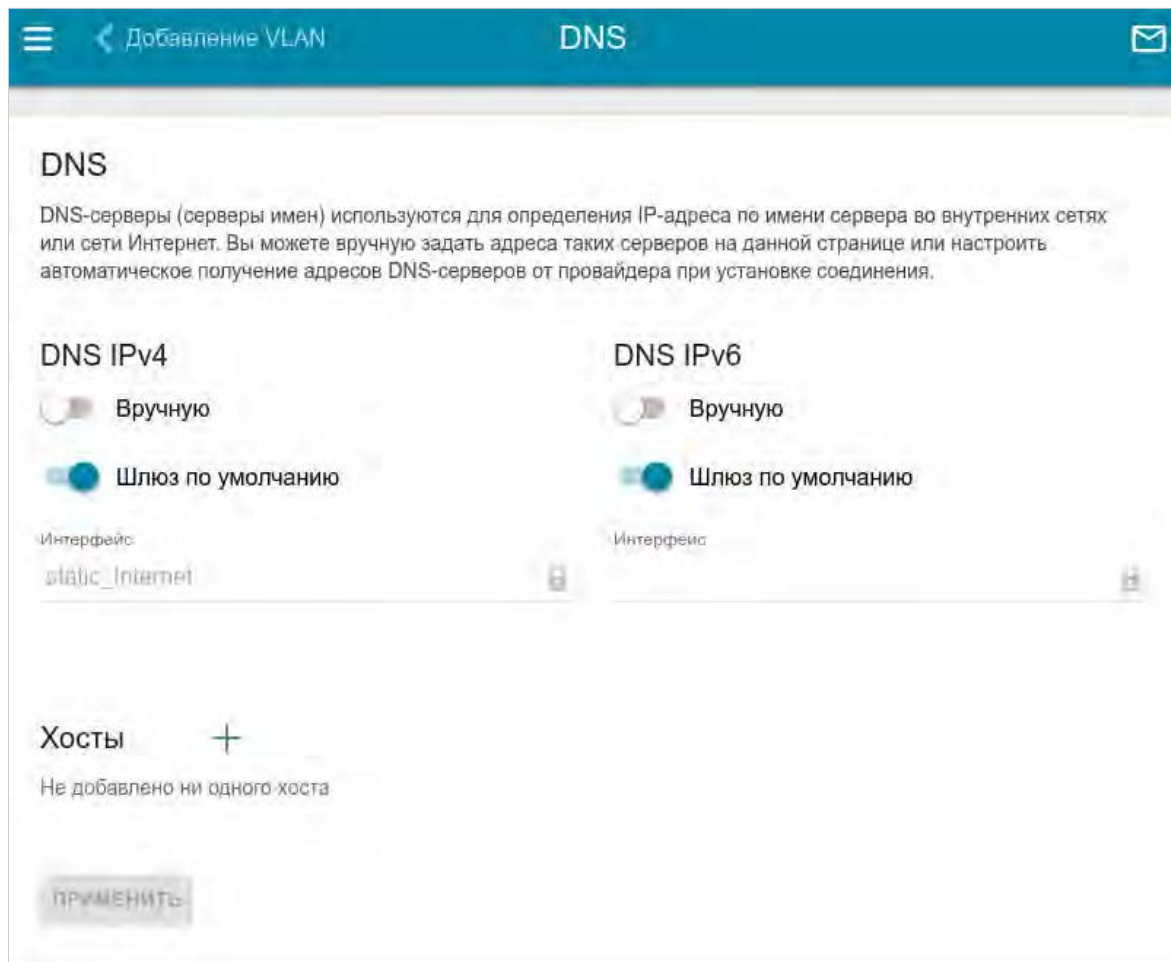 Добавление VLAN
DNS
DNS
DNS-серверы (серверы имен) используются для определения IP-адреса по имени сервера во внутренних сетях
или сети Интернет. Вы можете вручную задать адреса таких серверов на данной странице или настроить
автоматическое получение адресов DNS-серверов от провайдера при установке соединения.
DNS IPv4
Вручную
Шлюз по умолчанию
Интерфейс
static_Internet
DNS IPv6
Вручную
Шлюз по умолчанию
Интерфейс
Хосты
Не добавлено ни одного хоста
ПРИМЕНИТЬ